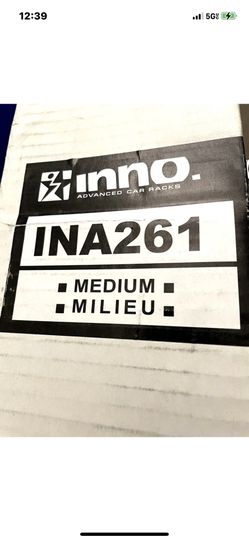 12:39
5G
inno.
ADVANCED CAR RACKS
INA261
MEDIUM
MILIEU